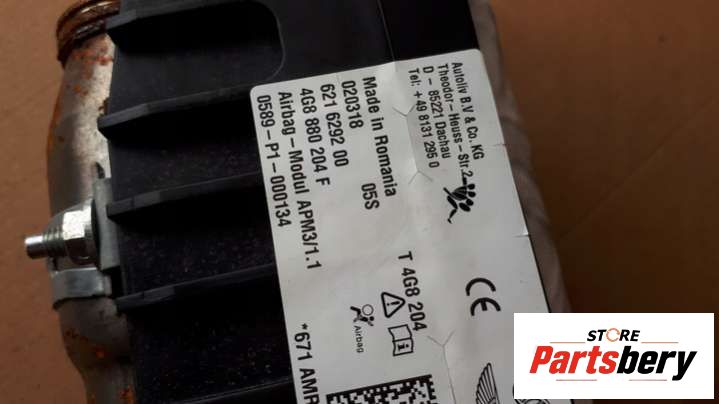 Autoliv B.V & Co. KG
Theodor - Heuss - Str.2
D - 85221 Dachau
Tel: + 49 8131 295 0
Made in Romania
020318 05S
621 6292 00
4G8 880 204 F
Airbag - Modul APM3/1.1
0589-P1-000134
T 4G8 204
CE
Airbag
*671 AMR
STORE
Partsbery